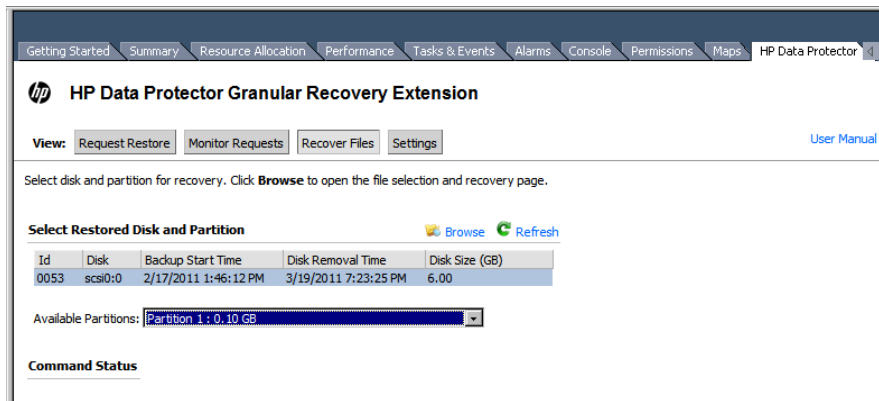 Getting Started Summary Resource Allocation Performance Tasks & Events Alarms Console Permissions Maps HP Data Protector
hp HP Data Protector Granular Recovery Extension
View: Request Restore Monitor Requests Recover Files Settings User Manual
Select disk and partition for recovery. Click Browse to open the file selection and recovery page.
Select Restored Disk and Partition Browse Refresh
Id Disk Backup Start Time Disk Removal Time Disk Size (GB)
0053 scsi0:0 2/17/2011 1:46:12 PM 3/19/2011 7:23:25 PM 6.00
Available Partitions: Partition 1 : 0.10 GB
Command Status